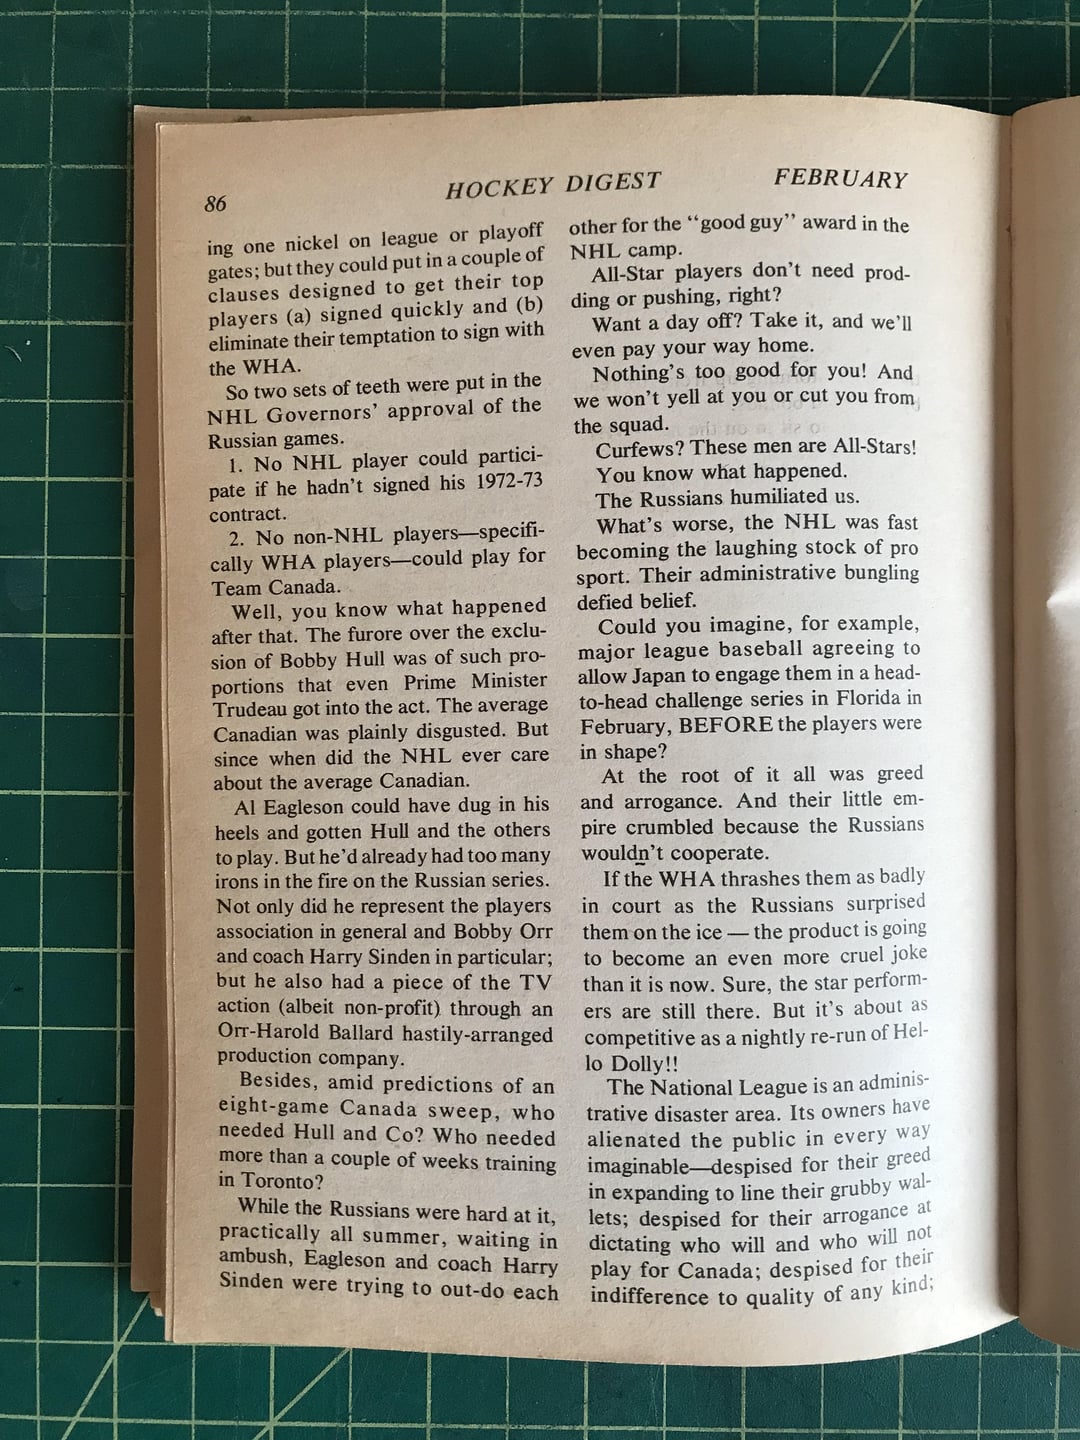 86
HOCKEY DIGEST
FEBRUARY
ing one nickel on league or playoff
gates; but they could put in a couple of
clauses designed to get their top
players (a) signed quickly and (b)
eliminate their temptation to sign with
the WHA.
So two sets of teeth were put in the
NHL Governors' approval of the
Russian games.
1. No NHL player could partici-
pate if he hadn't signed his 1972-73
contract.
2. No non-NHL players—specifi-
cally WHA players—could play for
Team Canada.
Well, you know what happened
after that. The furore over the exclu-
sion of Bobby Hull was of such pro-
portions that even Prime Minister
Trudeau got into the act. The average
Canadian was plainly disgusted. But
since when did the NHL ever care
about the average Canadian.
Al Eagleson could have dug in his
heels and gotten Hull and the others
to play. But he'd already had too many
irons in the fire on the Russian series.
Not only did he represent the players
association in general and Bobby Orr
and coach Harry Sinden in particular;
but he also had a piece of the TV
action (albeit non-profit) through an
Orr-Harold Ballard hastily-arranged
production company.
Besides, amid predictions of an
eight-game Canada sweep, who
needed Hull and Co? Who needed
more than a couple of weeks training
in Toronto?
While the Russians were hard at it,
practically all summer, waiting in
ambush, Eagleson and coach Harry
Sinden were trying to out-do each
other for the "good guy" award in the
NHL camp.
All-Star players don't need prod-
ding or pushing, right?
Want a day off? Take it, and we'll
even pay your way home.
Nothing's too good for you! And
we won't yell at you or cut you from
the squad.
Curfews? These men are All-Stars!
You know what happened.
The Russians humiliated us.
What's worse, the NHL was fast
becoming the laughing stock of pro
sport. Their administrative bungling
defied belief.
Could you imagine, for example,
major league baseball agreeing to
allow Japan to engage them in a head-
to-head challenge series in Florida in
February, BEFORE the players were
in shape?
At the root of it all was greed
and arrogance. And their little em-
pire crumbled because the Russians
wouldn't cooperate.
If the WHA thrashes them as badly
in court as the Russians surprised
them on the ice — the product is going
to become an even more cruel joke
than it is now. Sure, the star perform-
ers are still there. But it's about as
competitive as a nightly re-run of Hel-
lo Dolly!!
The National League is an adminis-
trative disaster area. Its owners have
alienated the public in every way
imaginable—despised for their greed
in expanding to line their grubby wal-
lets; despised for their arrogance at
dictating who will and who will not
play for Canada; despised for their
indifference to quality of any kind;